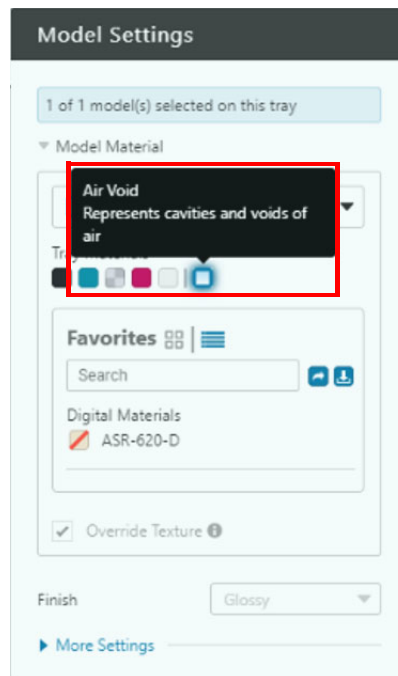 Model Settings
1 of 1 model(s) selected on this tray
Model Material
Air Void
Represents cavities and voids of
air
Favorites
Search
Digital Materials
ASR-620-D
Override Texture
Finish
Glossy
More Settings